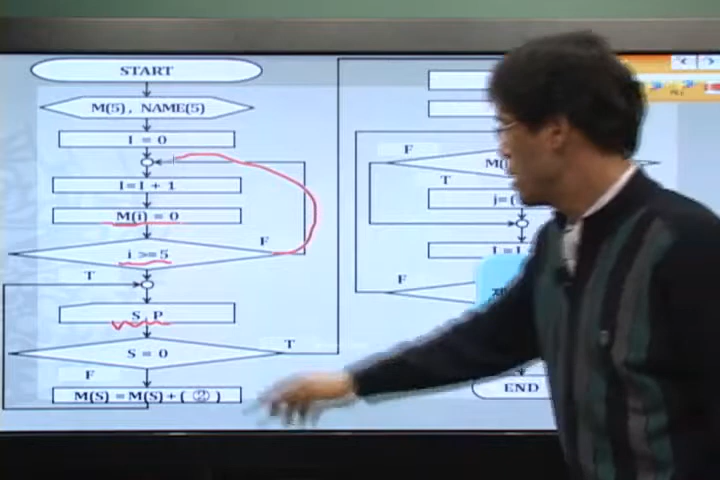 START
M(5), NAME(5)
I = 0
I=I + 1
M(i) = 0
i >=5
F
T
S, P
S = 0
T
F
M(S) =M(S)+( ② )
F
T
F
END